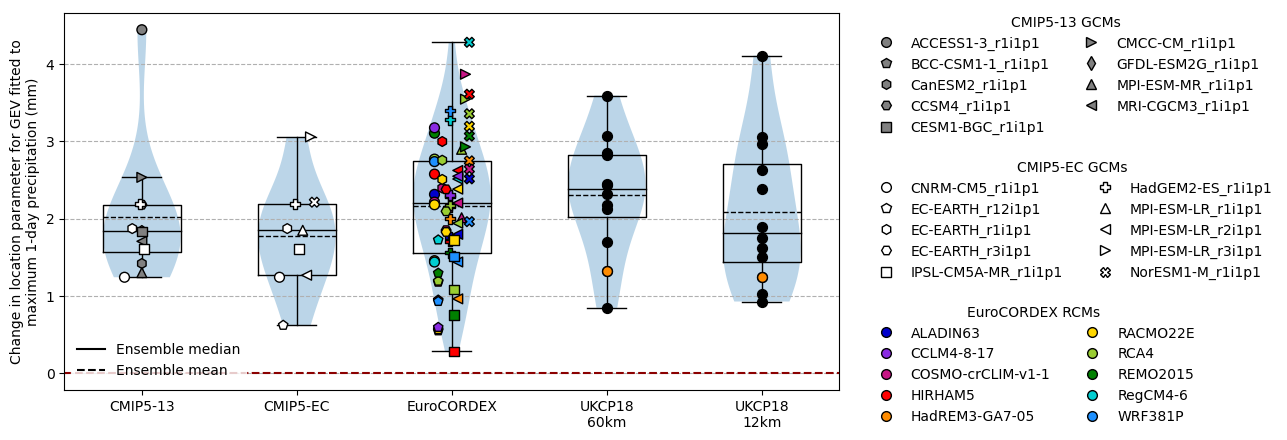 Change in location parameter for GEV fitted to
maximum 1-day precipitation (mm)
4
3
2
1
0
Ensemble median
Ensemble mean
CMIP5-13
CMIP5-EC
EuroCORDEX
UKCP18
60km
UKCP18
12km
CMIP5-13 GCMs
ACCESS1-3_r1i1p1
BCC-CSM1-1_r1i1p1
CanESM2_r1i1p1
CCSM4_r1i1p1
CESM1-BGC_r1i1p1
CMCC-CM_r1i1p1
GFDL-ESM2G_r1i1p1
MPI-ESM-MR_r1i1p1
MRI-CGCM3_r1i1p1
CMIP5-EC GCMs
CNRM-CM5_r1i1p1
EC-EARTH_r12i1p1
EC-EARTH_r1i1p1
EC-EARTH_r3i1p1
IPSL-CM5A-MR_r1i1p1
HadGEM2-ES_r1i1p1
MPI-ESM-LR_r1i1p1
MPI-ESM-LR_r2i1p1
MPI-ESM-LR_r3i1p1
NorESM1-M_r1i1p1
EuroCORDEX RCMs
ALADIN63
CCLM4-8-17
COSMO-crCLIM-v1-1
HIRHAM5
HadREM3-GA7-05
RACMO22E
RCA4
REMO2015
RegCM4-6
WRF381P